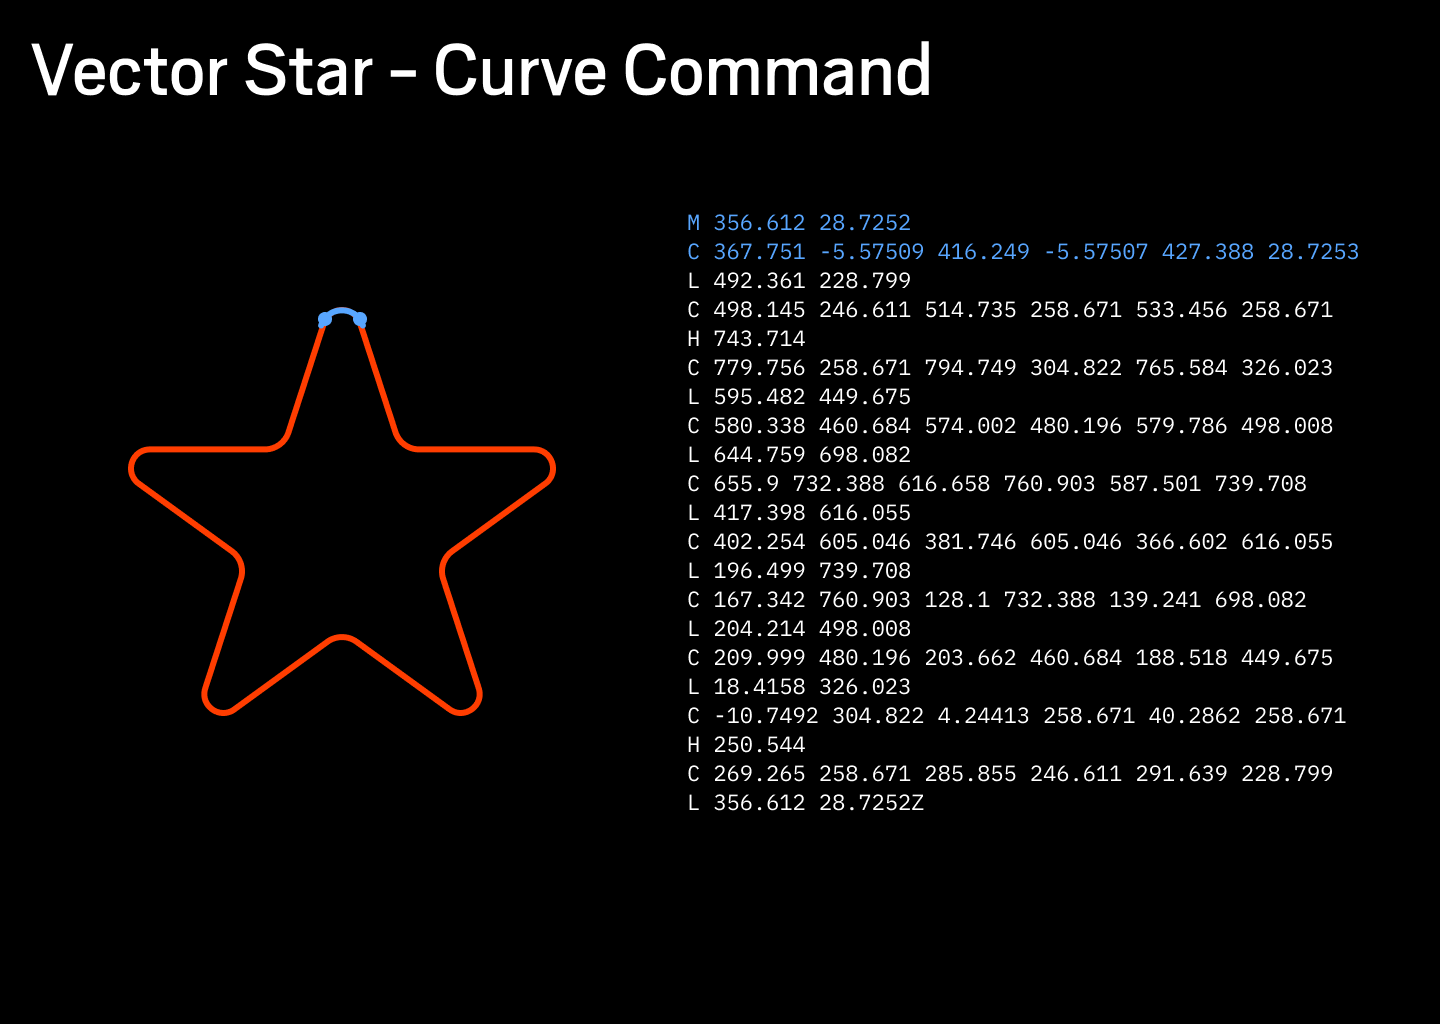 Vector Star – Curve Command
M 356.612 28.7252
C 367.751 -5.57509 416.249 -5.57507 427.388 28.7253
L 492.361 228.799
C 498.145 246.611 514.735 258.671 533.456 258.671
H 743.714
C 779.756 258.671 794.749 304.822 765.584 326.023
L 595.482 449.675
C 580.338 460.684 574.002 480.196 579.786 498.008
L 644.759 698.082
C 655.9 732.388 616.658 760.903 587.501 739.708
L 417.398 616.055
C 402.254 605.046 381.746 605.046 366.602 616.055
L 196.499 739.708
C 167.342 760.903 128.1 732.388 139.241 698.082
L 204.214 498.008
C 209.999 480.196 203.662 460.684 188.518 449.675
L 18.4158 326.023
C -10.7492 304.822 4.24413 258.671 40.2862 258.671
H 250.544
C 269.265 258.671 285.855 246.611 291.639 228.799
L 356.612 28.7252Z